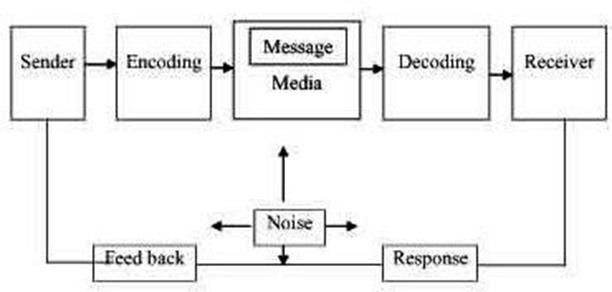 Sender
Encoding
Message
Media
Decoding
Receiver
Noise
Feed back
Response